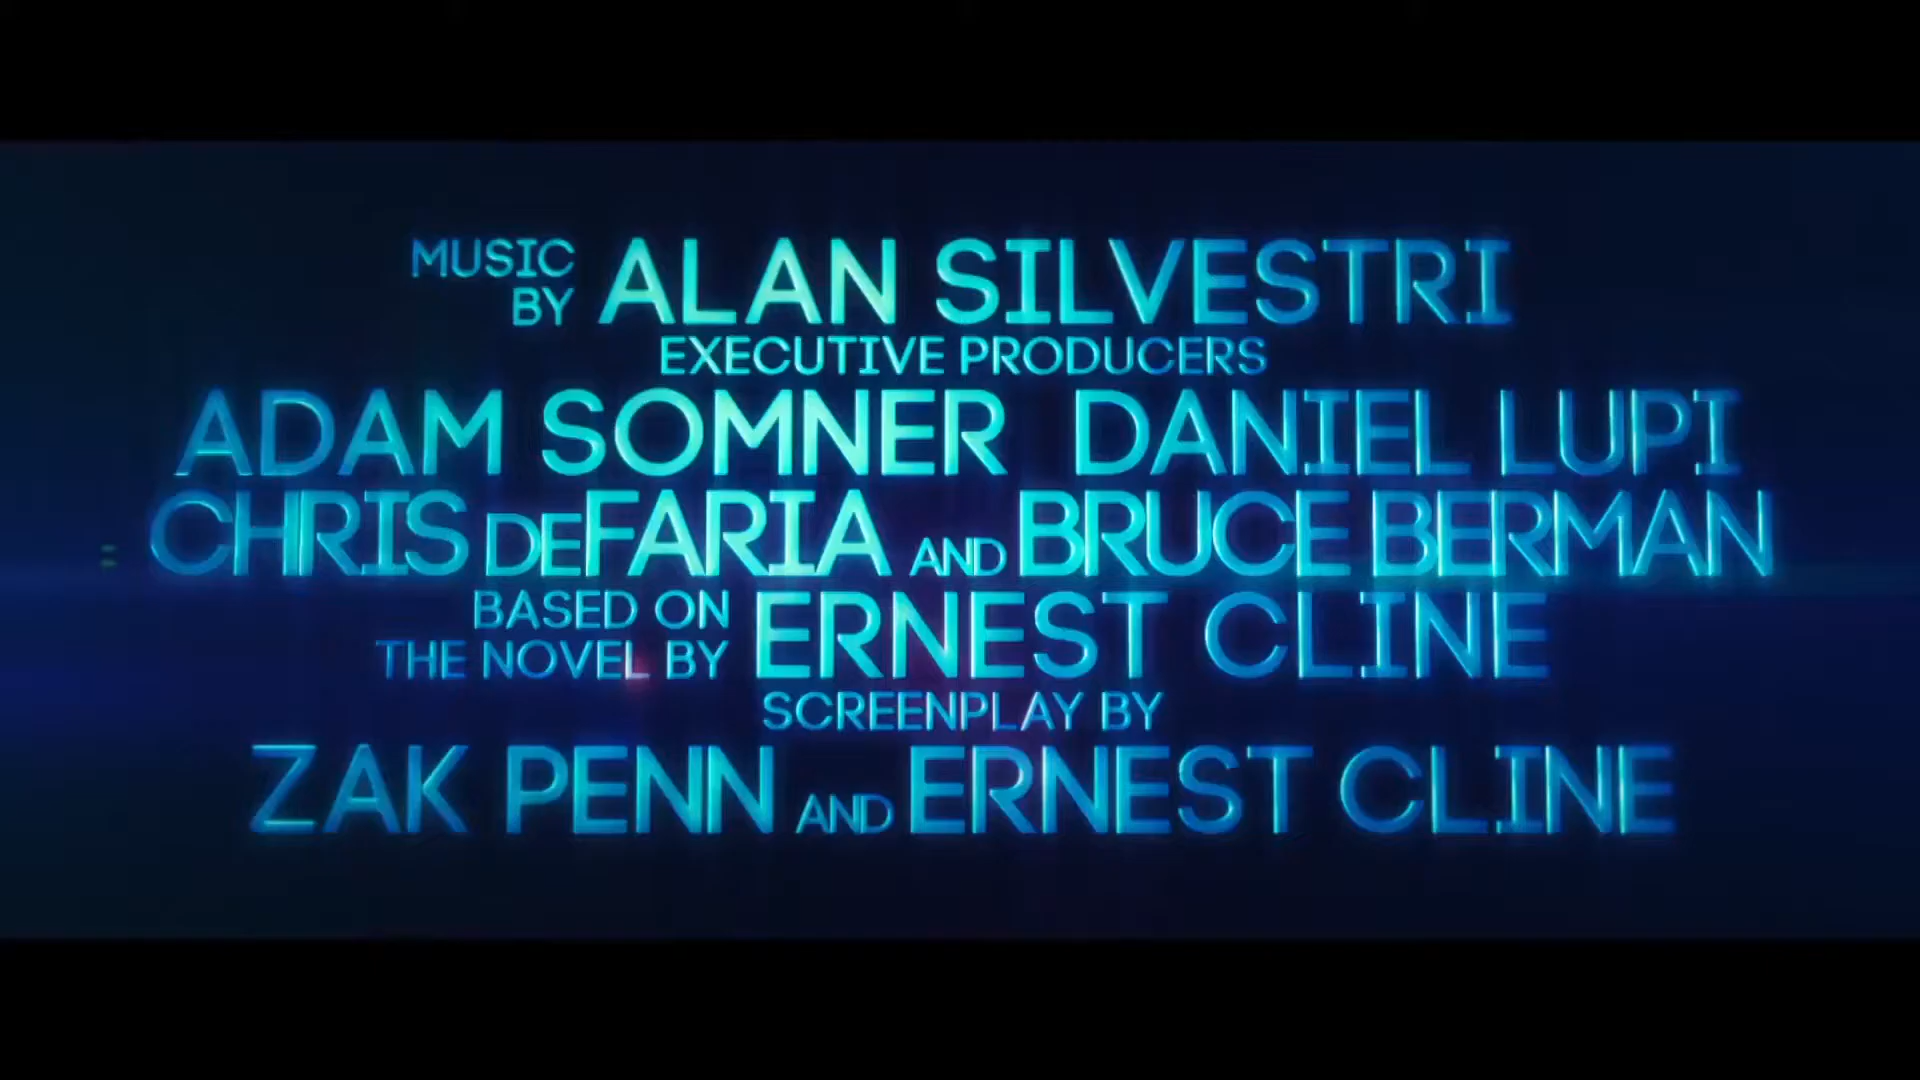 MUSIC BY ALAN SILVESTRI
EXECUTIVE PRODUCERS
ADAM SOMNER DANIEL LUPI
CHRIS DEFARIA AND BRUCE BERMAN
BASED ON THE NOVEL BY ERNEST CLINE
SCREENPLAY BY
ZAK PENN AND ERNEST CLINE